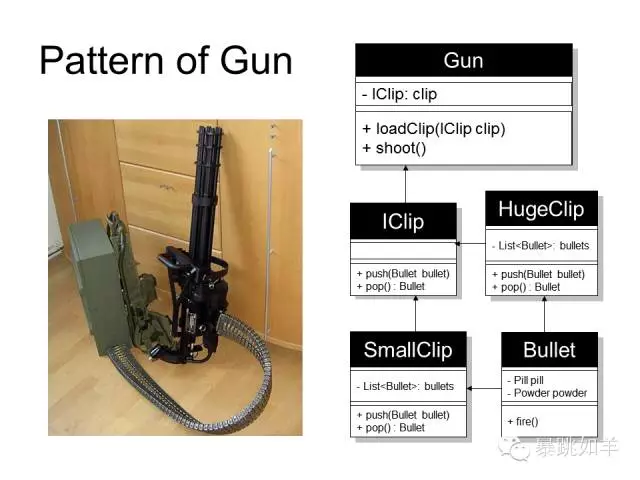 Pattern of Gun
Gun
- IClip: clip
+ loadClip(IClip clip)
+ shoot()
IClip
+ push(Bullet bullet)
+ pop() : Bullet
HugeClip
- List<Bullet>: bullets
+ push(Bullet bullet)
+ pop() : Bullet
SmallClip
- List<Bullet>: bullets
+ push(Bullet bullet)
+ pop() : Bullet
Bullet
- Pill pill
- Powder powder
+ fire()
暴跳如羊